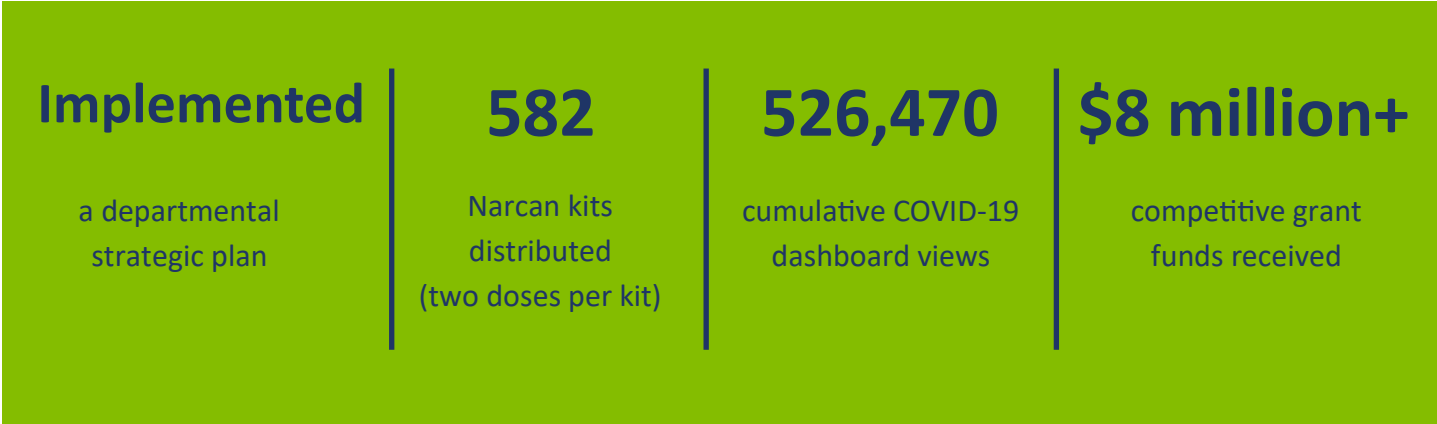 Implemented
a departmental
strategic plan
582
Narcan kits
distributed
(two doses per kit)
526,470
cumulative COVID-19
dashboard views
$8 million+
competitive grant
funds received